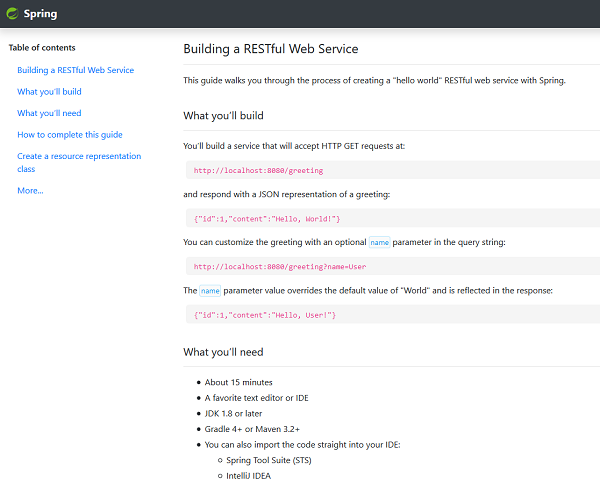 Spring
Table of contents
Building a RESTful Web Service
What you'll build
What you'll need
How to complete this guide
Create a resource representation
class
More...
Building a RESTful Web Service
This guide walks you through the process of creating a "hello world" RESTful web service with Spring.
What you'll build
You'll build a service that will accept HTTP GET requests at:
http://localhost:8080/greeting
and respond with a JSON representation of a greeting:
{"id":1,"content":"Hello, World!"}
You can customize the greeting with an optional name parameter in the query string:
http://localhost:8080/greeting?name=User
The name parameter value overrides the default value of "World" and is reflected in the response:
{"id":1,"content":"Hello, User!"}
What you'll need
• About 15 minutes
• A favorite text editor or IDE
• JDK 1.8 or later
• Gradle 4+ or Maven 3.2+
• You can also import the code straight into your IDE:
○ Spring Tool Suite (STS)
○ IntelliJ IDEA